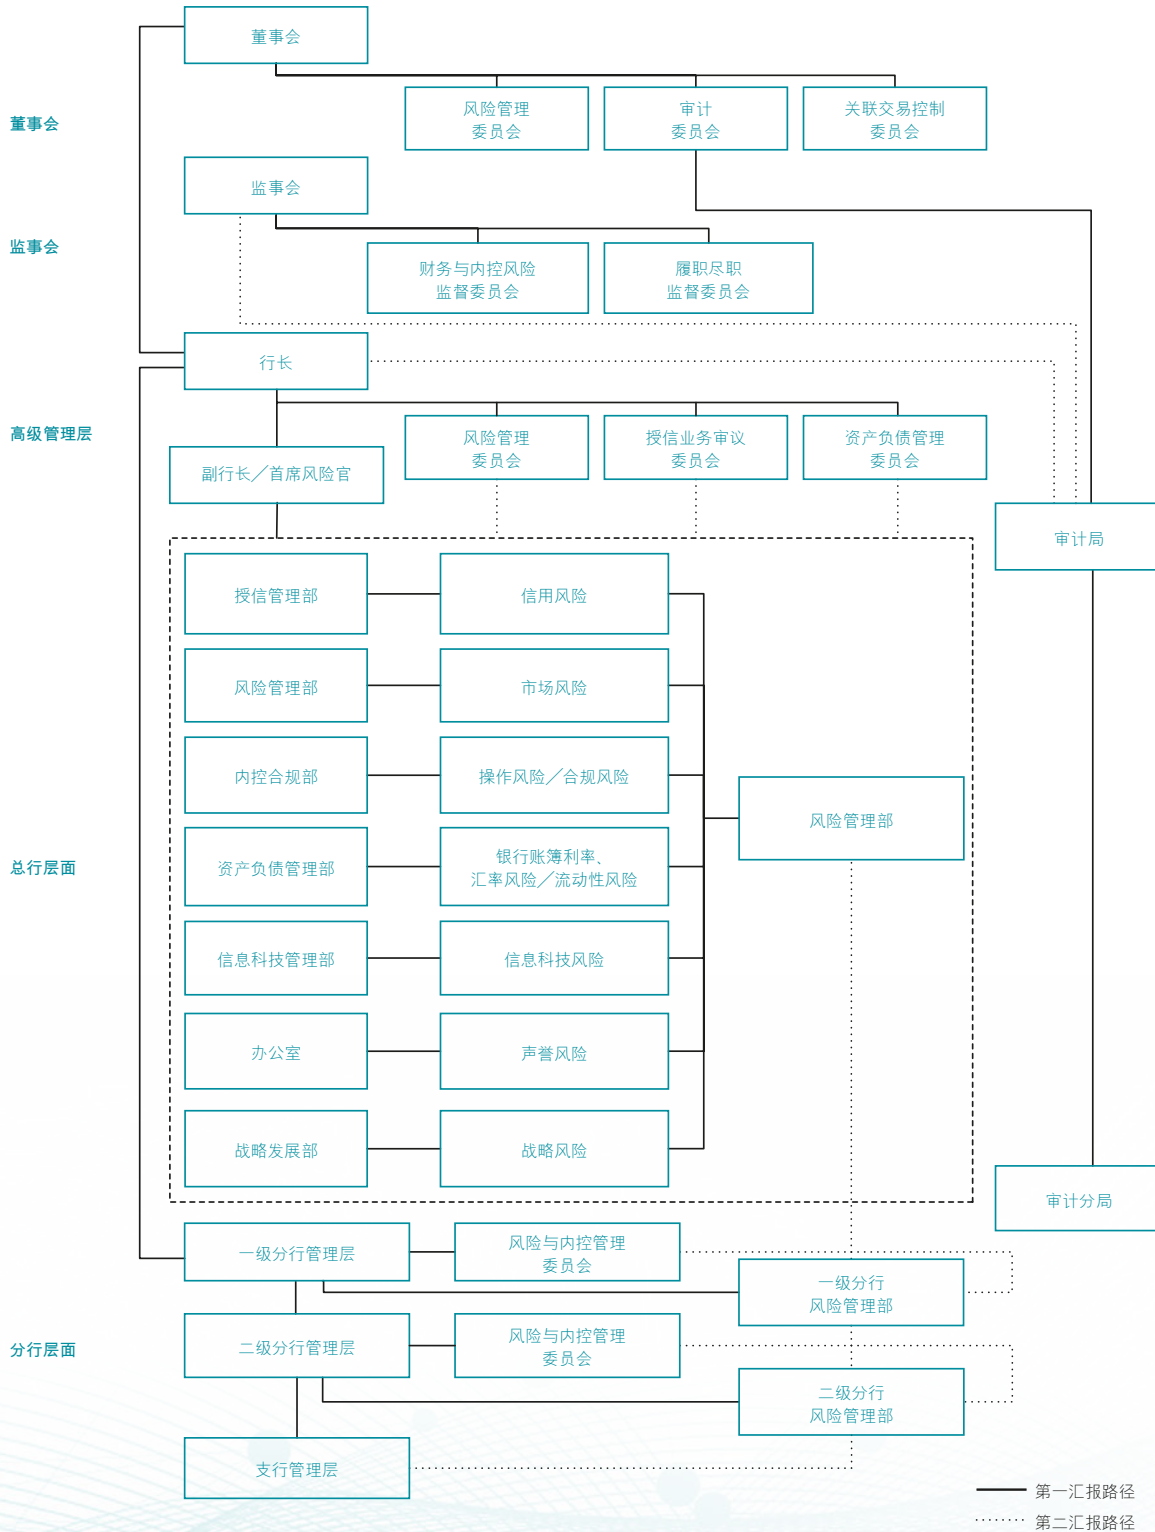 董事会
董事会
风险管理
委员会
审计
委员会
关联交易控制
委员会
监事会
监事会
财务与内控风险
监督委员会
履职尽职
监督委员会
行长
高级管理层
风险管理
委员会
授信业务审议
委员会
资产负债管理
委员会
副行长／首席风险官
审计局
总行层面
授信管理部
信用风险
风险管理部
市场风险
内控合规部
操作风险／合规风险
风险管理部
资产负债管理部
银行账簿利率、
汇率风险／流动性风险
信息科技管理部
信息科技风险
办公室
声誉风险
战略发展部
战略风险
审计分局
分行层面
一级分行管理层
风险与内控管理
委员会
一级分行
风险管理部
二级分行管理层
风险与内控管理
委员会
二级分行
风险管理部
支行管理层
第一汇报路径
第二汇报路径